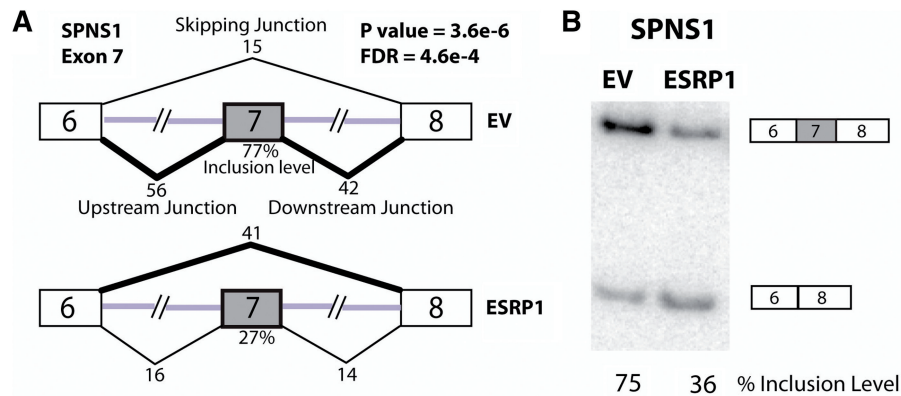 A
SPNS1
Exon 7
Skipping Junction
15
P value = 3.6e-6
FDR = 4.6e-4
6
7
8
EV
77%
Inclusion level
56
42
Upstream Junction
Downstream Junction
41
6
7
8
ESRP1
27%
16
14
B
SPNS1
EV ESRP1
6 7 8
6 8
75 36 % Inclusion Level